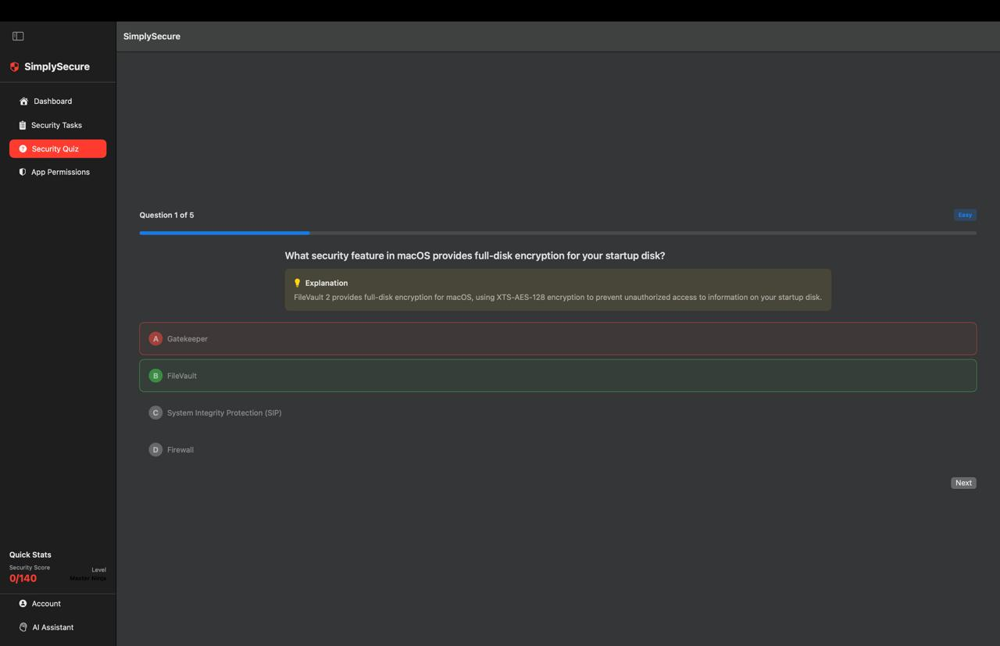 SimplySecure
SimplySecure
Dashboard
Security Tasks
Security Quiz
App Permissions
Question 1 of 5
Easy
What security feature in macOS provides full-disk encryption for your startup disk?
Explanation
FileVault 2 provides full-disk encryption for macOS, using XTS-AES-128 encryption to prevent unauthorized access to information on your startup disk.
A Gatekeeper
B FileVault
C System Integrity Protection (SIP)
D Firewall
Next
Quick Stats
Security Score
Level
0/140
Master Ninja
Account
AI Assistant